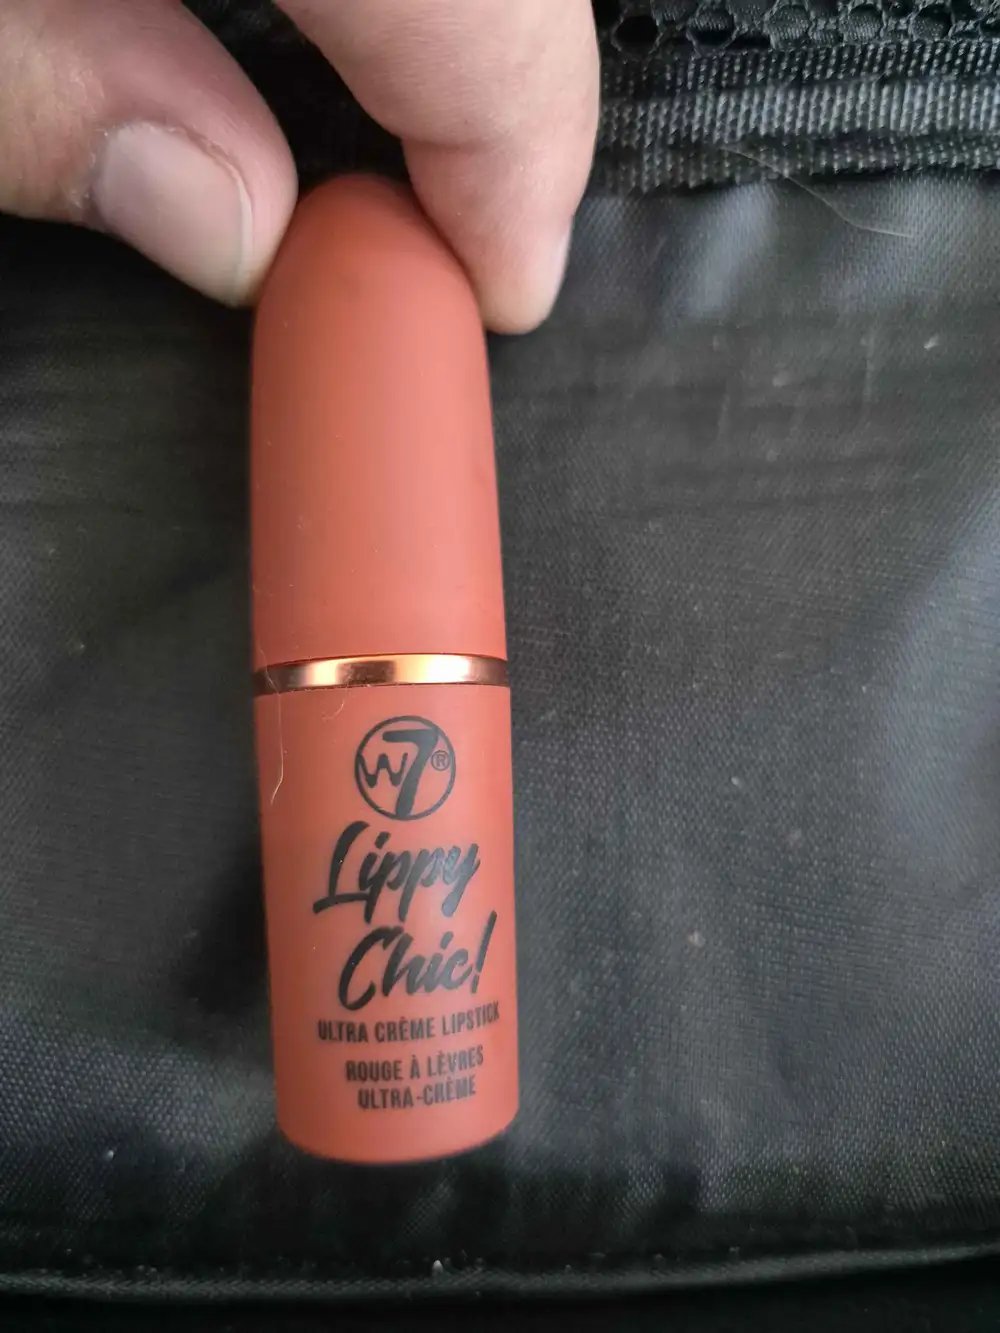 W7®
Lippy
Chic!
ULTRA CRÈME LIPSTICK
ROUGE À LÈVRES
ULTRA-CRÈME